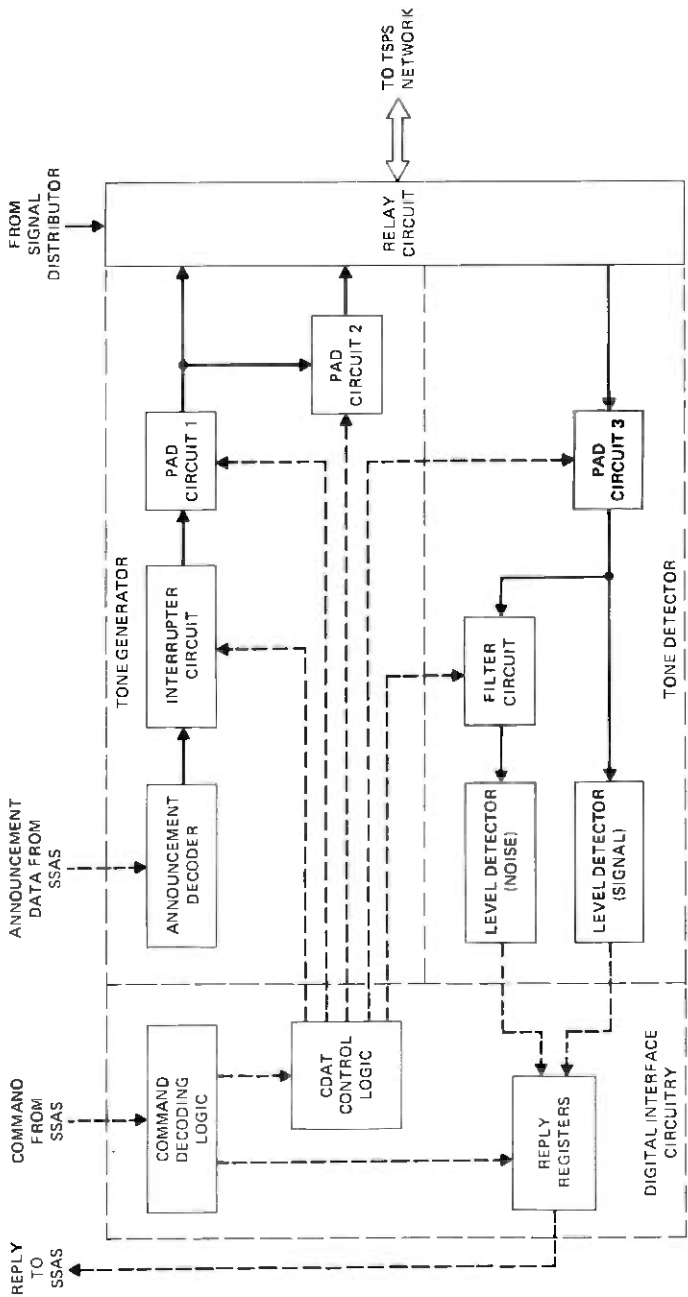 REPLY
TO
SSAS
COMMAND
FROM
SSAS
ANNOUNCEMENT
DATA FROM
SSAS
FROM
SIGNAL
DISTRIBUTOR
COMMAND
DECODING
LOGIC
CDAT
CONTROL
LOGIC
REPLY
REGISTERS
DIGITAL INTERFACE
CIRCUITRY
TONE GENERATOR
ANNOUNCEMENT
DECODER
INTERRUPTER
CIRCUIT
PAD
CIRCUIT 1
PAD
CIRCUIT 2
RELAY
CIRCUIT
TO TSPS
NETWORK
LEVEL DETECTOR
(NOISE)
FILTER
CIRCUIT
PAD
CIRCUIT 3
LEVEL DETECTOR
(SIGNAL)
TONE DETECTOR